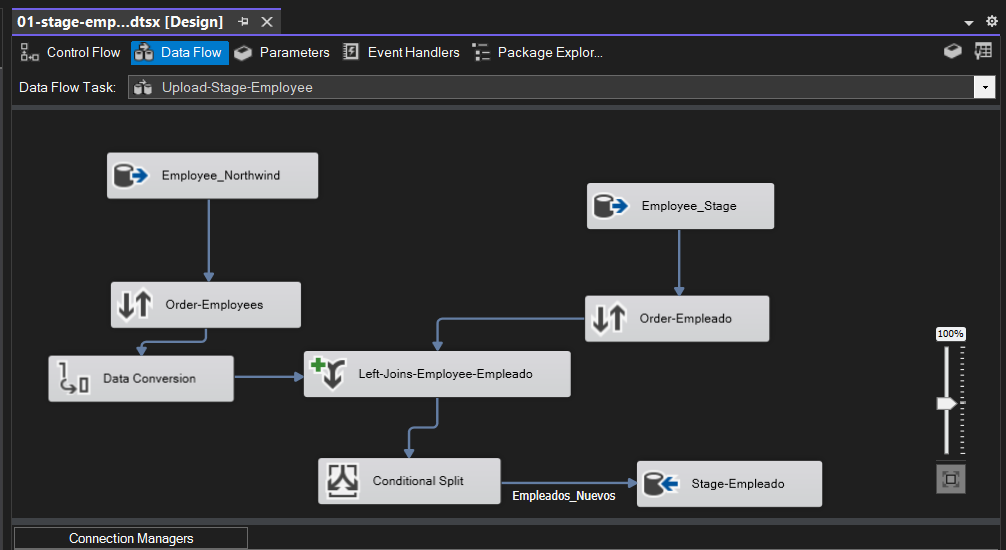 01-stage-emp...dtsx [Design]
Control Flow
Data Flow
Parameters
Event Handlers
Package Explor...
Data Flow Task:
Upload-Stage-Employee
Employee_Northwind
Employee_Stage
Order-Employees
Order-Empleado
Data Conversion
Left-Joins-Employee-Empleado
100%
Conditional Split
Empleados_Nuevos
Stage-Empleado
Connection Managers